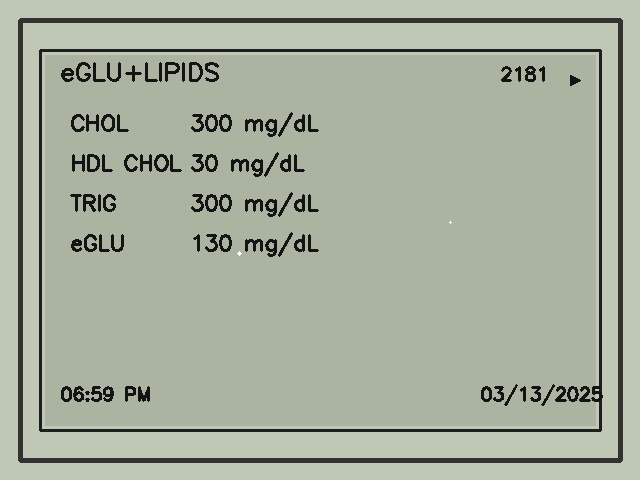 eGLU+LIPIDS 2181 ▶
CHOL 300 mg/dL
HDL CHOL 30 mg/dL
TRIG 300 mg/dL
eGLU 130 mg/dL
06:59 PM 03/13/2025